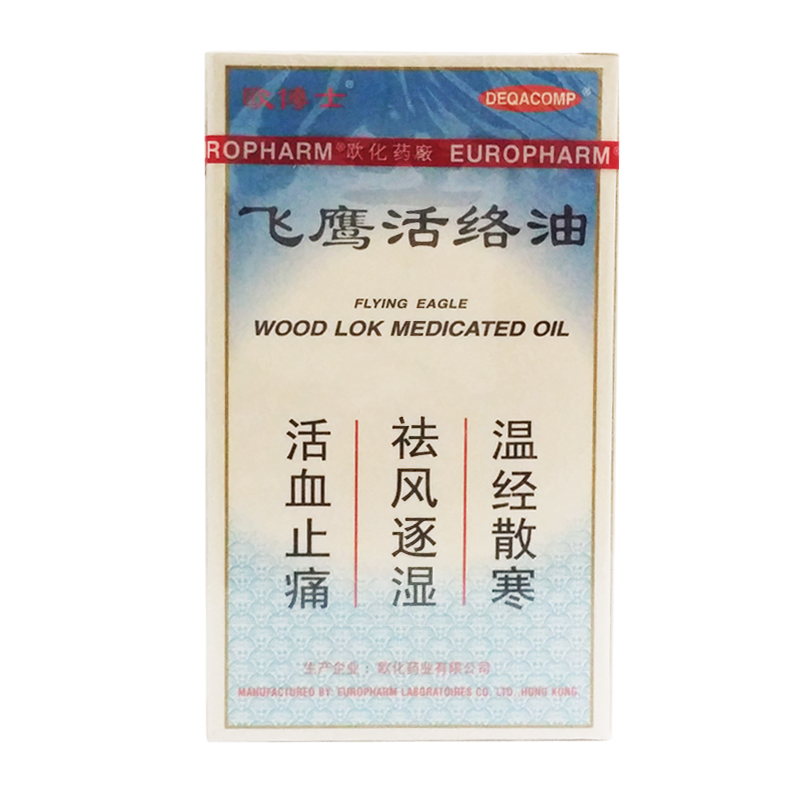 欧博士®
DEQACOMP®
ROPHARM®欧化药厰 EUROPHARM®
飞鹰活络油
FLYING EAGLE
WOOD LOK MEDICATED OIL
温经散寒
祛风逐湿
活血止痛
生产企业：欧化药业有限公司
MANUFACTURED BY: EUROPHARM LABORATOIRES CO. LTD., HONG KONG